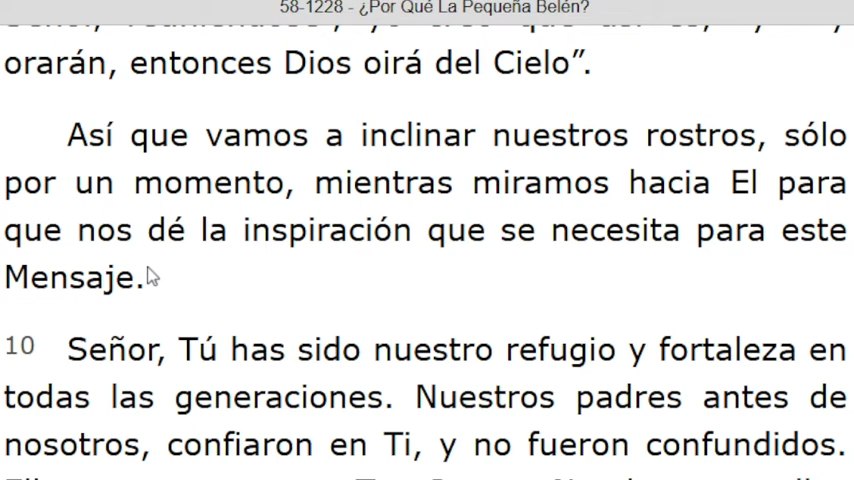 58-1228 - ¿Por Qué La Pequeña Belén?
orarán, entonces Dios oirá del Cielo”.
Así que vamos a inclinar nuestros rostros, sólo
por un momento, mientras miramos hacia El para
que nos dé la inspiración que se necesita para este
Mensaje.
10 Señor, Tú has sido nuestro refugio y fortaleza en
todas las generaciones. Nuestros padres antes de
nosotros, confiaron en Ti, y no fueron confundidos.